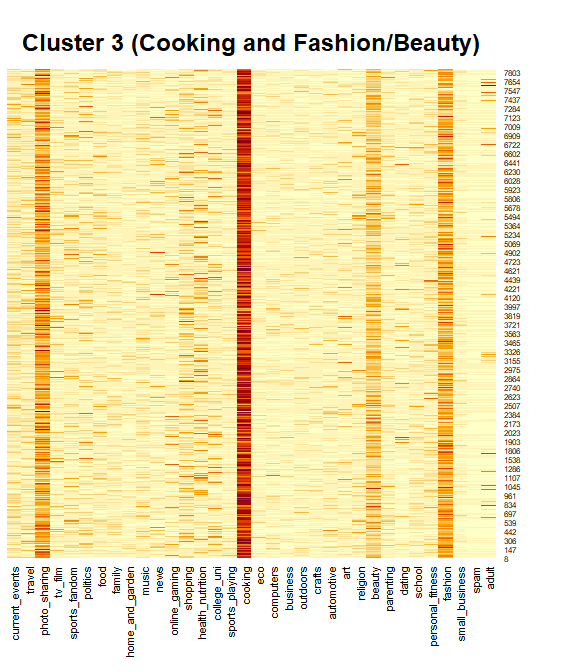 Cluster 3 (Cooking and Fashion/Beauty)
7803
7654
7547
7437
7264
7123
7009
6909
6722
6602
6441
6230
6028
5923
5806
5678
5494
5364
5234
5069
4902
4723
4621
4439
4221
4120
3997
3819
3721
3563
3465
3326
3155
2975
2864
2740
2623
2507
2384
2173
2023
1903
1806
1538
1286
1107
1045
961
834
697
539
442
306
147
8
current_events
travel
photo_sharing
tv_film
sports_fandom
politics
food
family
home_and_garden
music
news
online_gaming
shopping
health_nutrition
college_uni
sports_playing
cooking
eco
computers
business
outdoors
crafts
automotive
art
religion
beauty
parenting
dating
school
personal_fitness
fashion
small_business
spam
adult